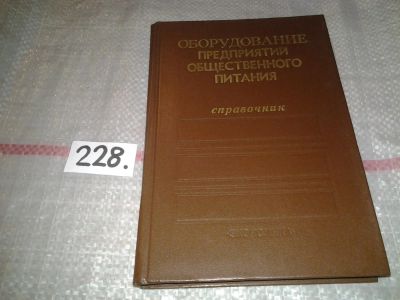 ОБОРУДОВАНИЕ
ПРЕДПРИЯТИЙ
ОБЩЕСТВЕННОГО
ПИТАНИЯ
справочник
228.